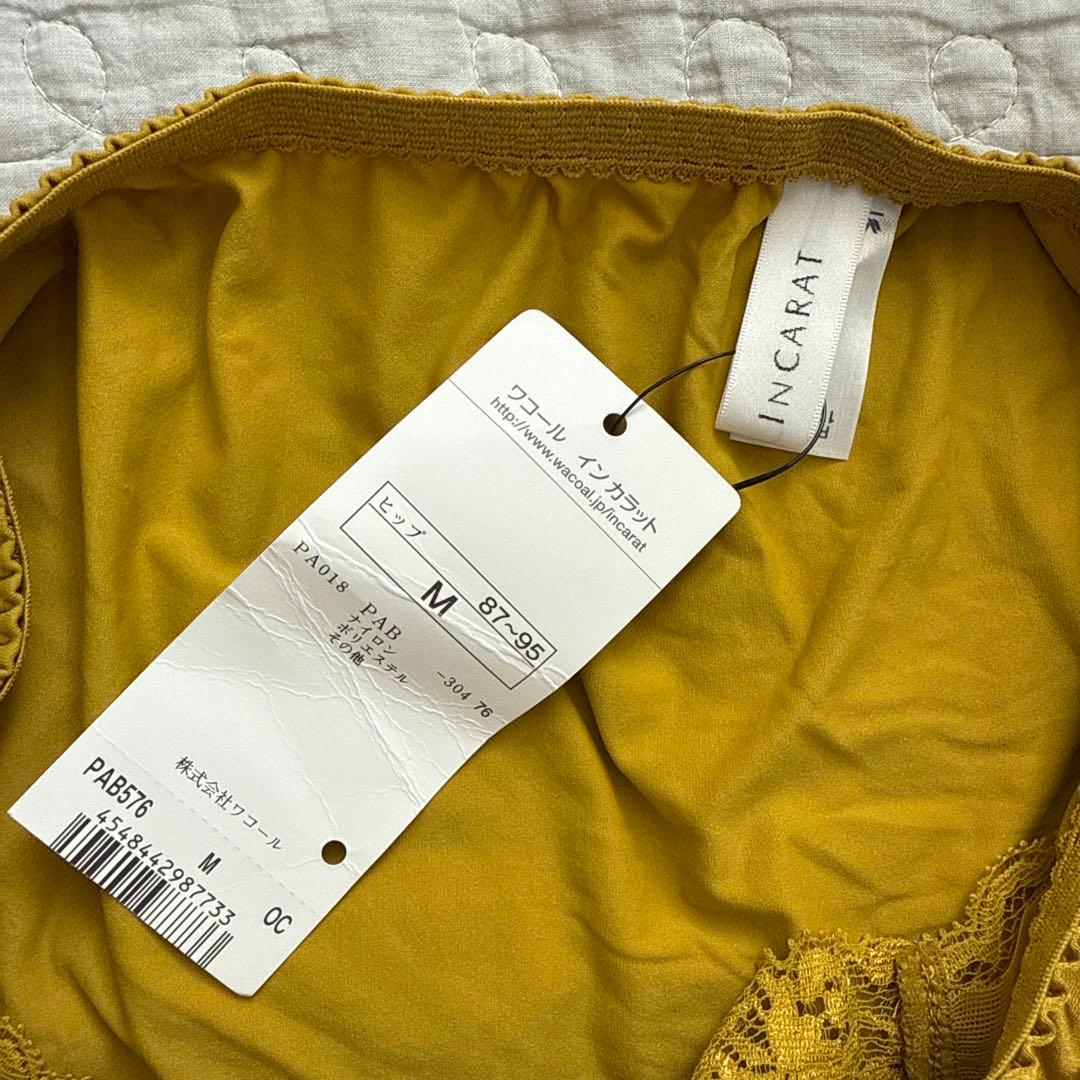 INCARAT
ワコール インカラット
http://www.wacoal.jp/incarat
ヒップ
M 87~95
PA018 PAB -304 76
ナイロン
ポリエステル
その他
株式会社ワコール
PAB576 M OC
4548442987733